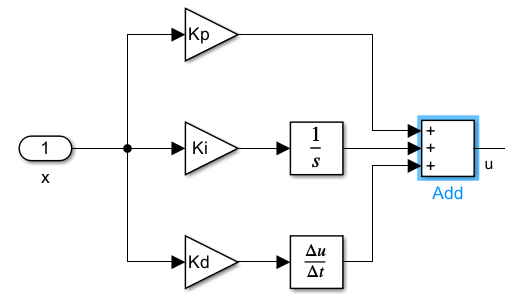 Kp
1
x
Ki
1
s
+
+
+
u
Add
Kd
Δu
Δt